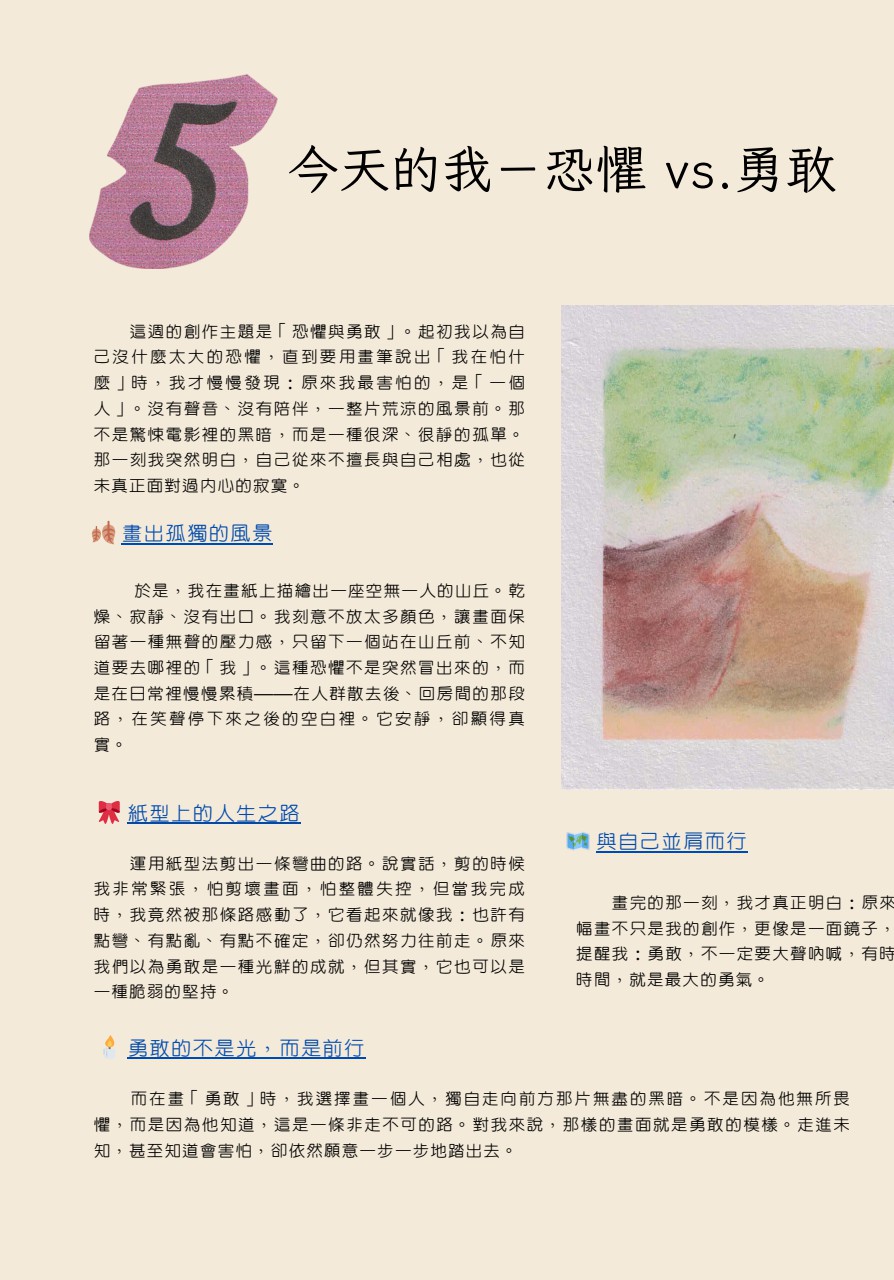 5
今天的我－恐懼 vs.勇敢
這週的創作主題是「恐懼與勇敢」。起初我以為自
己沒什麼太大的恐懼，直到要用畫筆說出「我在怕什
麼」時，我才慢慢發現：原來我最害怕的，是「一個
人」。沒有聲音、沒有陪伴，一整片荒涼的風景前。那
不是驚悚電影裡的黑暗，而是一種很深、很靜的孤單。
那一刻我突然明白，自己從來不擅長與自己相處，也從
未真正面對過內心的寂寞。
畫出孤獨的風景
於是，我在畫紙上描繪出一座空無一人的山丘。乾
燥、寂靜、沒有出口。我刻意不放太多顏色，讓畫面保
留著一種無聲的壓力感，只留下一個站在山丘前、不知
道要去哪裡的「我」。這種恐懼不是突然冒出來的，而
是在日常裡慢慢累積——在人群散去後、回房間的那段
路，在笑聲停下來之後的空白裡。它安靜，卻顯得真
實。
紙型上的人生之路
運用紙型法剪出一條彎曲的路。說實話，剪的時候
我非常緊張，怕剪壞畫面，怕整體失控，但當我完成
時，我竟然被那條路感動了，它看起來就像我：也許有
點彎、有點亂、有點不確定，卻仍然努力往前走。原來
我們以為勇敢是一種光鮮的成就，但其實，它也可以是
一種脆弱的堅持。
與自己並肩而行
畫完的那一刻，我才真正明白：原來
幅畫不只是我的創作，更像是一面鏡子，
提醒我：勇敢，不一定要大聲吶喊，有時
時間，就是最大的勇氣。
勇敢的不是光，而是前行
而在畫「勇敢」時，我選擇畫一個人，獨自走向前方那片無盡的黑暗。不是因為他無所畏
懼，而是因為他知道，這是一條非走不可的路。對我來說，那樣的畫面就是勇敢的模樣。走進未
知，甚至知道會害怕，卻依然願意一步一步地踏出去。